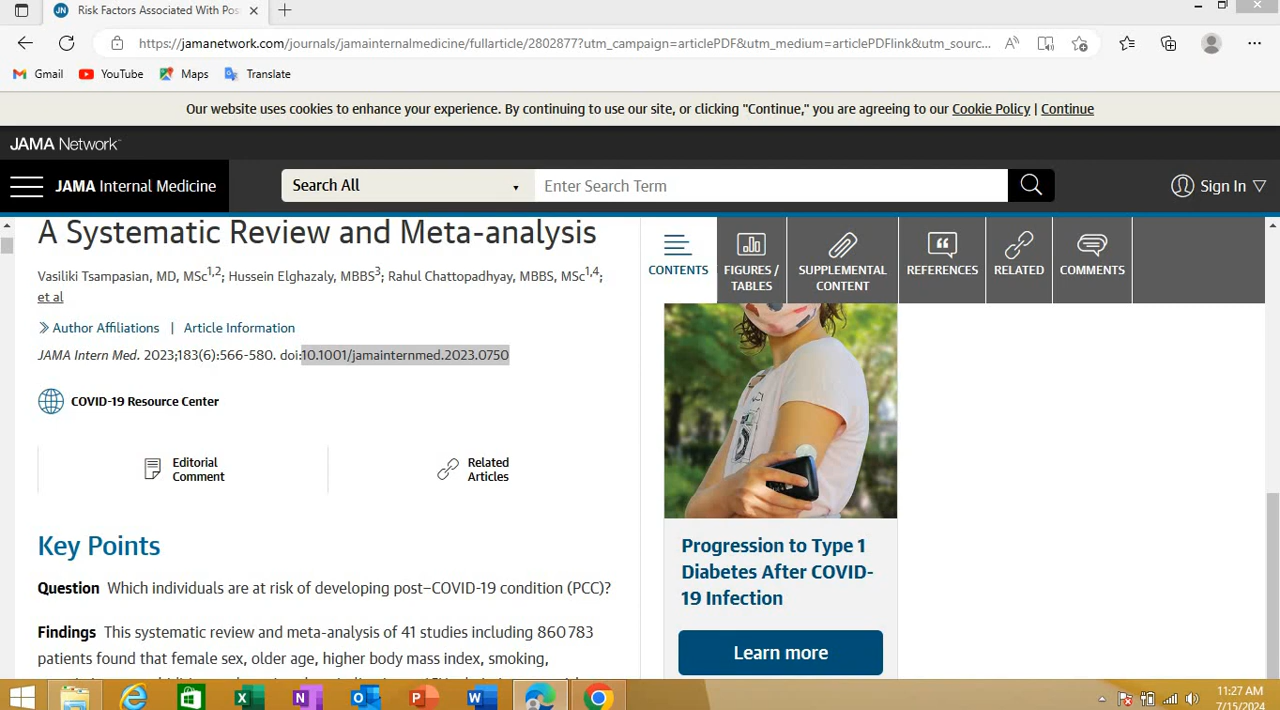 Risk Factors Associated With Pos
https://jamanetwork.com/journals/jamainternalmedicine/fullarticle/2802877?utm_campaign=articlePDF&utm_medium=articlePDFlink&utm_sourc...
Gmail YouTube Maps Translate
Our website uses cookies to enhance your experience. By continuing to use our site, or clicking "Continue," you are agreeing to our Cookie Policy | Continue
JAMA Network
JAMA Internal Medicine Search All Enter Search Term Sign In
A Systematic Review and Meta-analysis
Vasiliki Tsampasian, MD, MSc1,2; Hussein Elghazaly, MBBS3; Rahul Chattopadhyay, MBBS, MSc1,4;
et al
Author Affiliations | Article Information
JAMA Intern Med. 2023;183(6):566-580. doi:10.1001/jamainternmed.2023.0750
COVID-19 Resource Center
Editorial
Comment
Related
Articles
Key Points
Question Which individuals are at risk of developing post–COVID-19 condition (PCC)?
Findings This systematic review and meta-analysis of 41 studies including 860 783
patients found that female sex, older age, higher body mass index, smoking,
CONTENTS
FIGURES /
TABLES
SUPPLEMENTAL
CONTENT
REFERENCES
RELATED
COMMENTS
Progression to Type 1
Diabetes After COVID-
19 Infection
Learn more
11:27 AM
7/15/2024